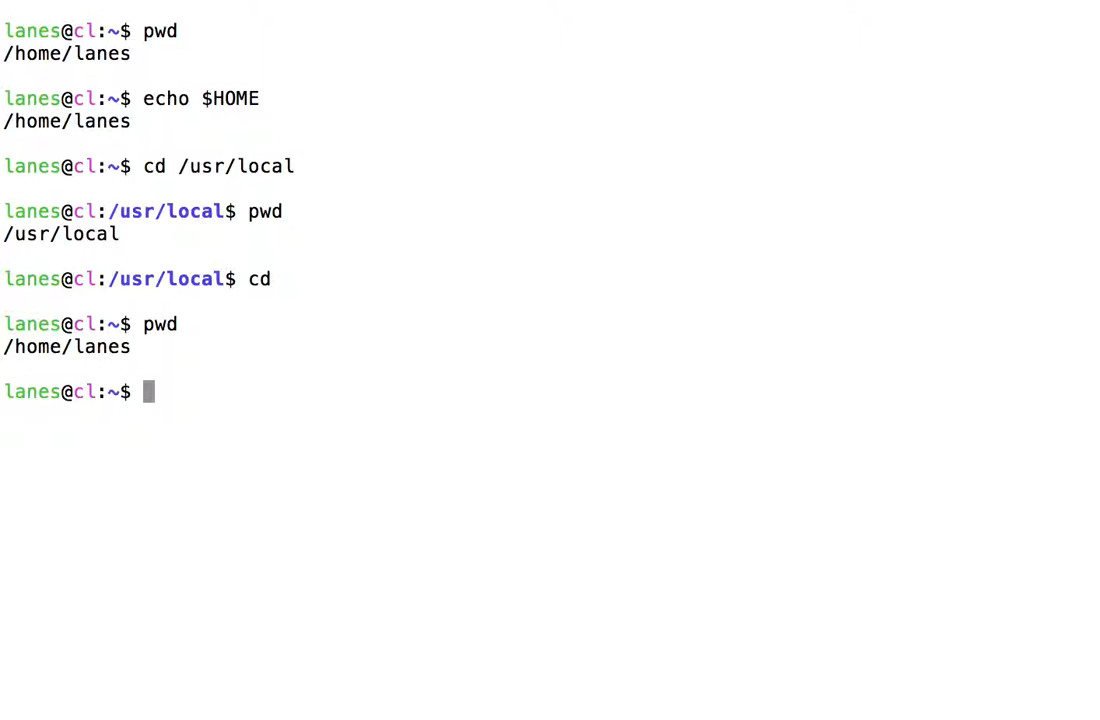 lanes@cl:~$ pwd
/home/lanes
lanes@cl:~$ echo $HOME
/home/lanes
lanes@cl:~$ cd /usr/local
lanes@cl:/usr/local$ pwd
/usr/local
lanes@cl:/usr/local$ cd
lanes@cl:~$ pwd
/home/lanes
lanes@cl:~$